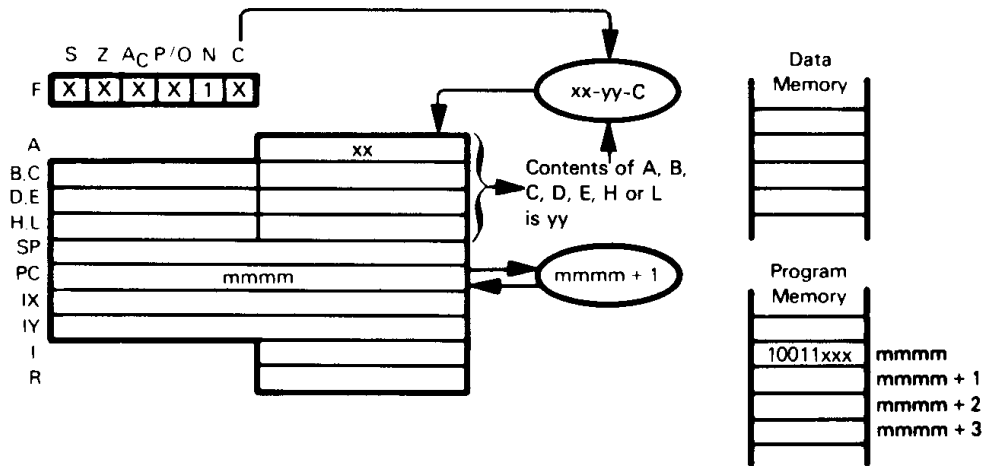 S Z AC P/O N C
F X X X X 1 X
xx-yy-C
Data
Memory
A xx
B,C
D,E
H,L
SP
PC mmmm
IX
IY
I
R
Contents of A, B,
C, D, E, H or L
is yy
mmmm + 1
Program
Memory
10011xxx mmmm
mmmm + 1
mmmm + 2
mmmm + 3